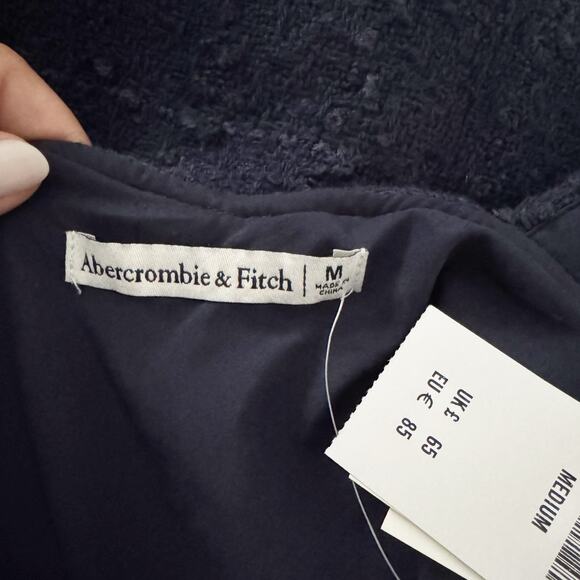 Abercrombie & Fitch | M
MADE IN
CHINA
UK £ 65
EU € 85
MEDIUM